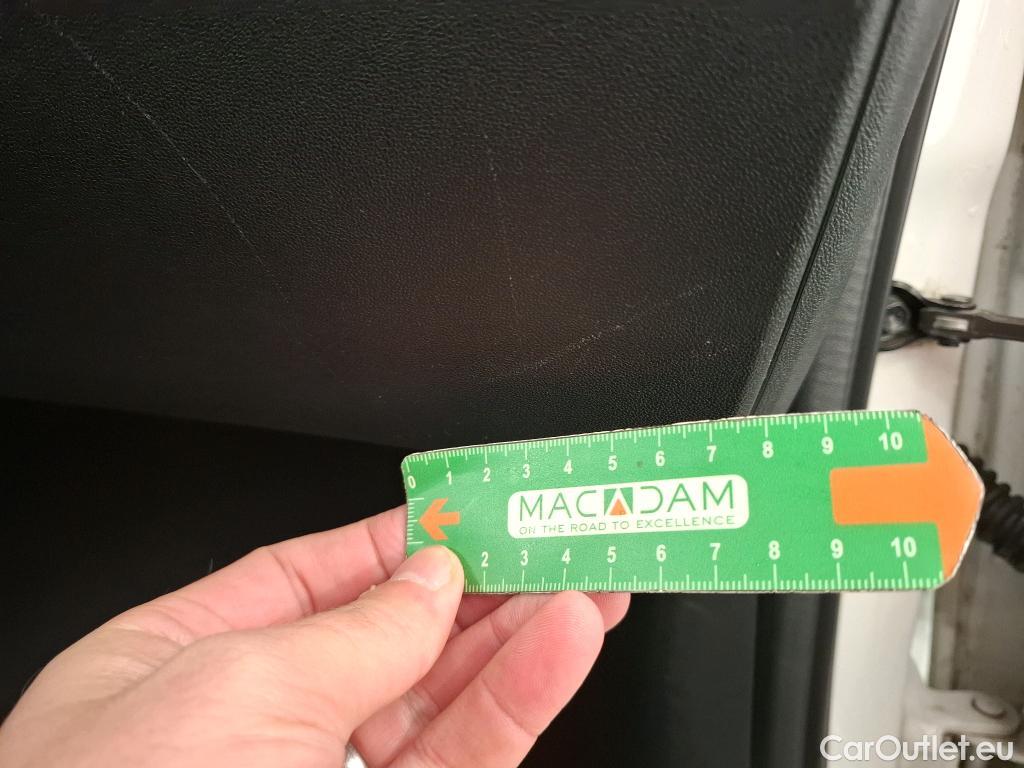 0 1 2 3 4 5 6 7 8 9 10
MACADAM
ON THE ROAD TO EXCELLENCE
2 3 4 5 6 7 8 9 10
CarOutlet.eu